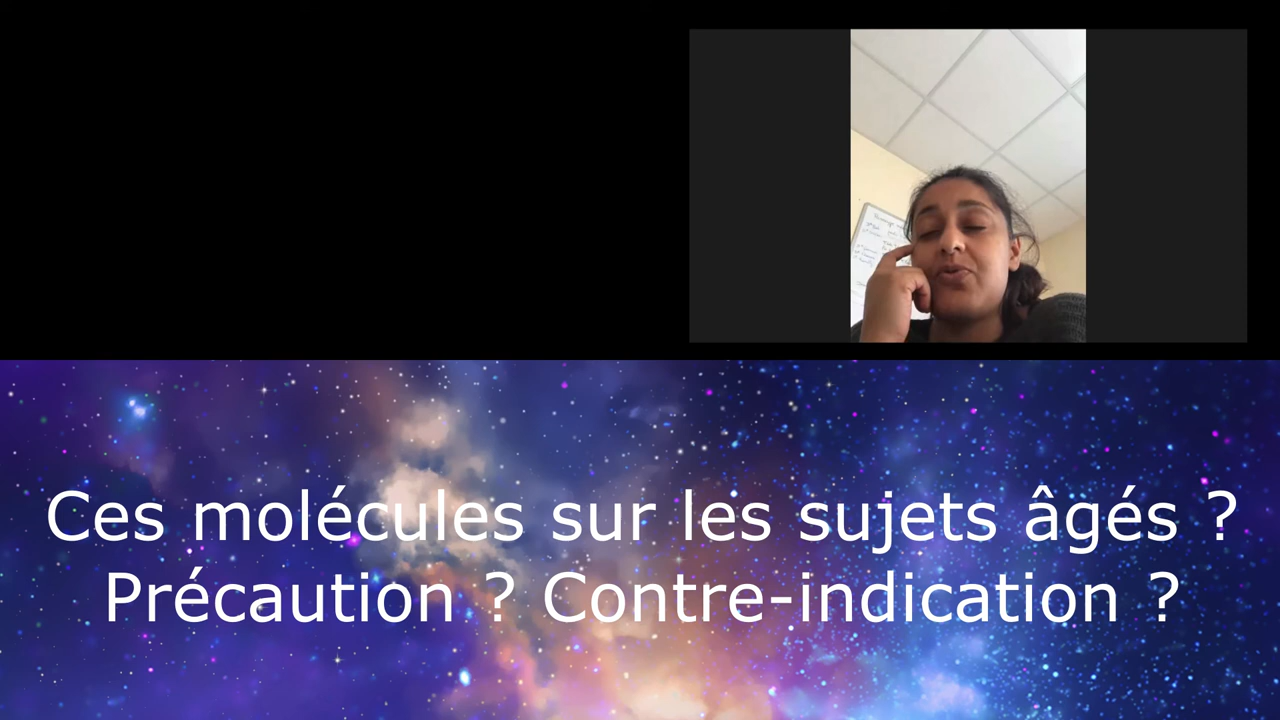 Ces molécules sur les sujets âgés ?
Précaution ? Contre-indication ?